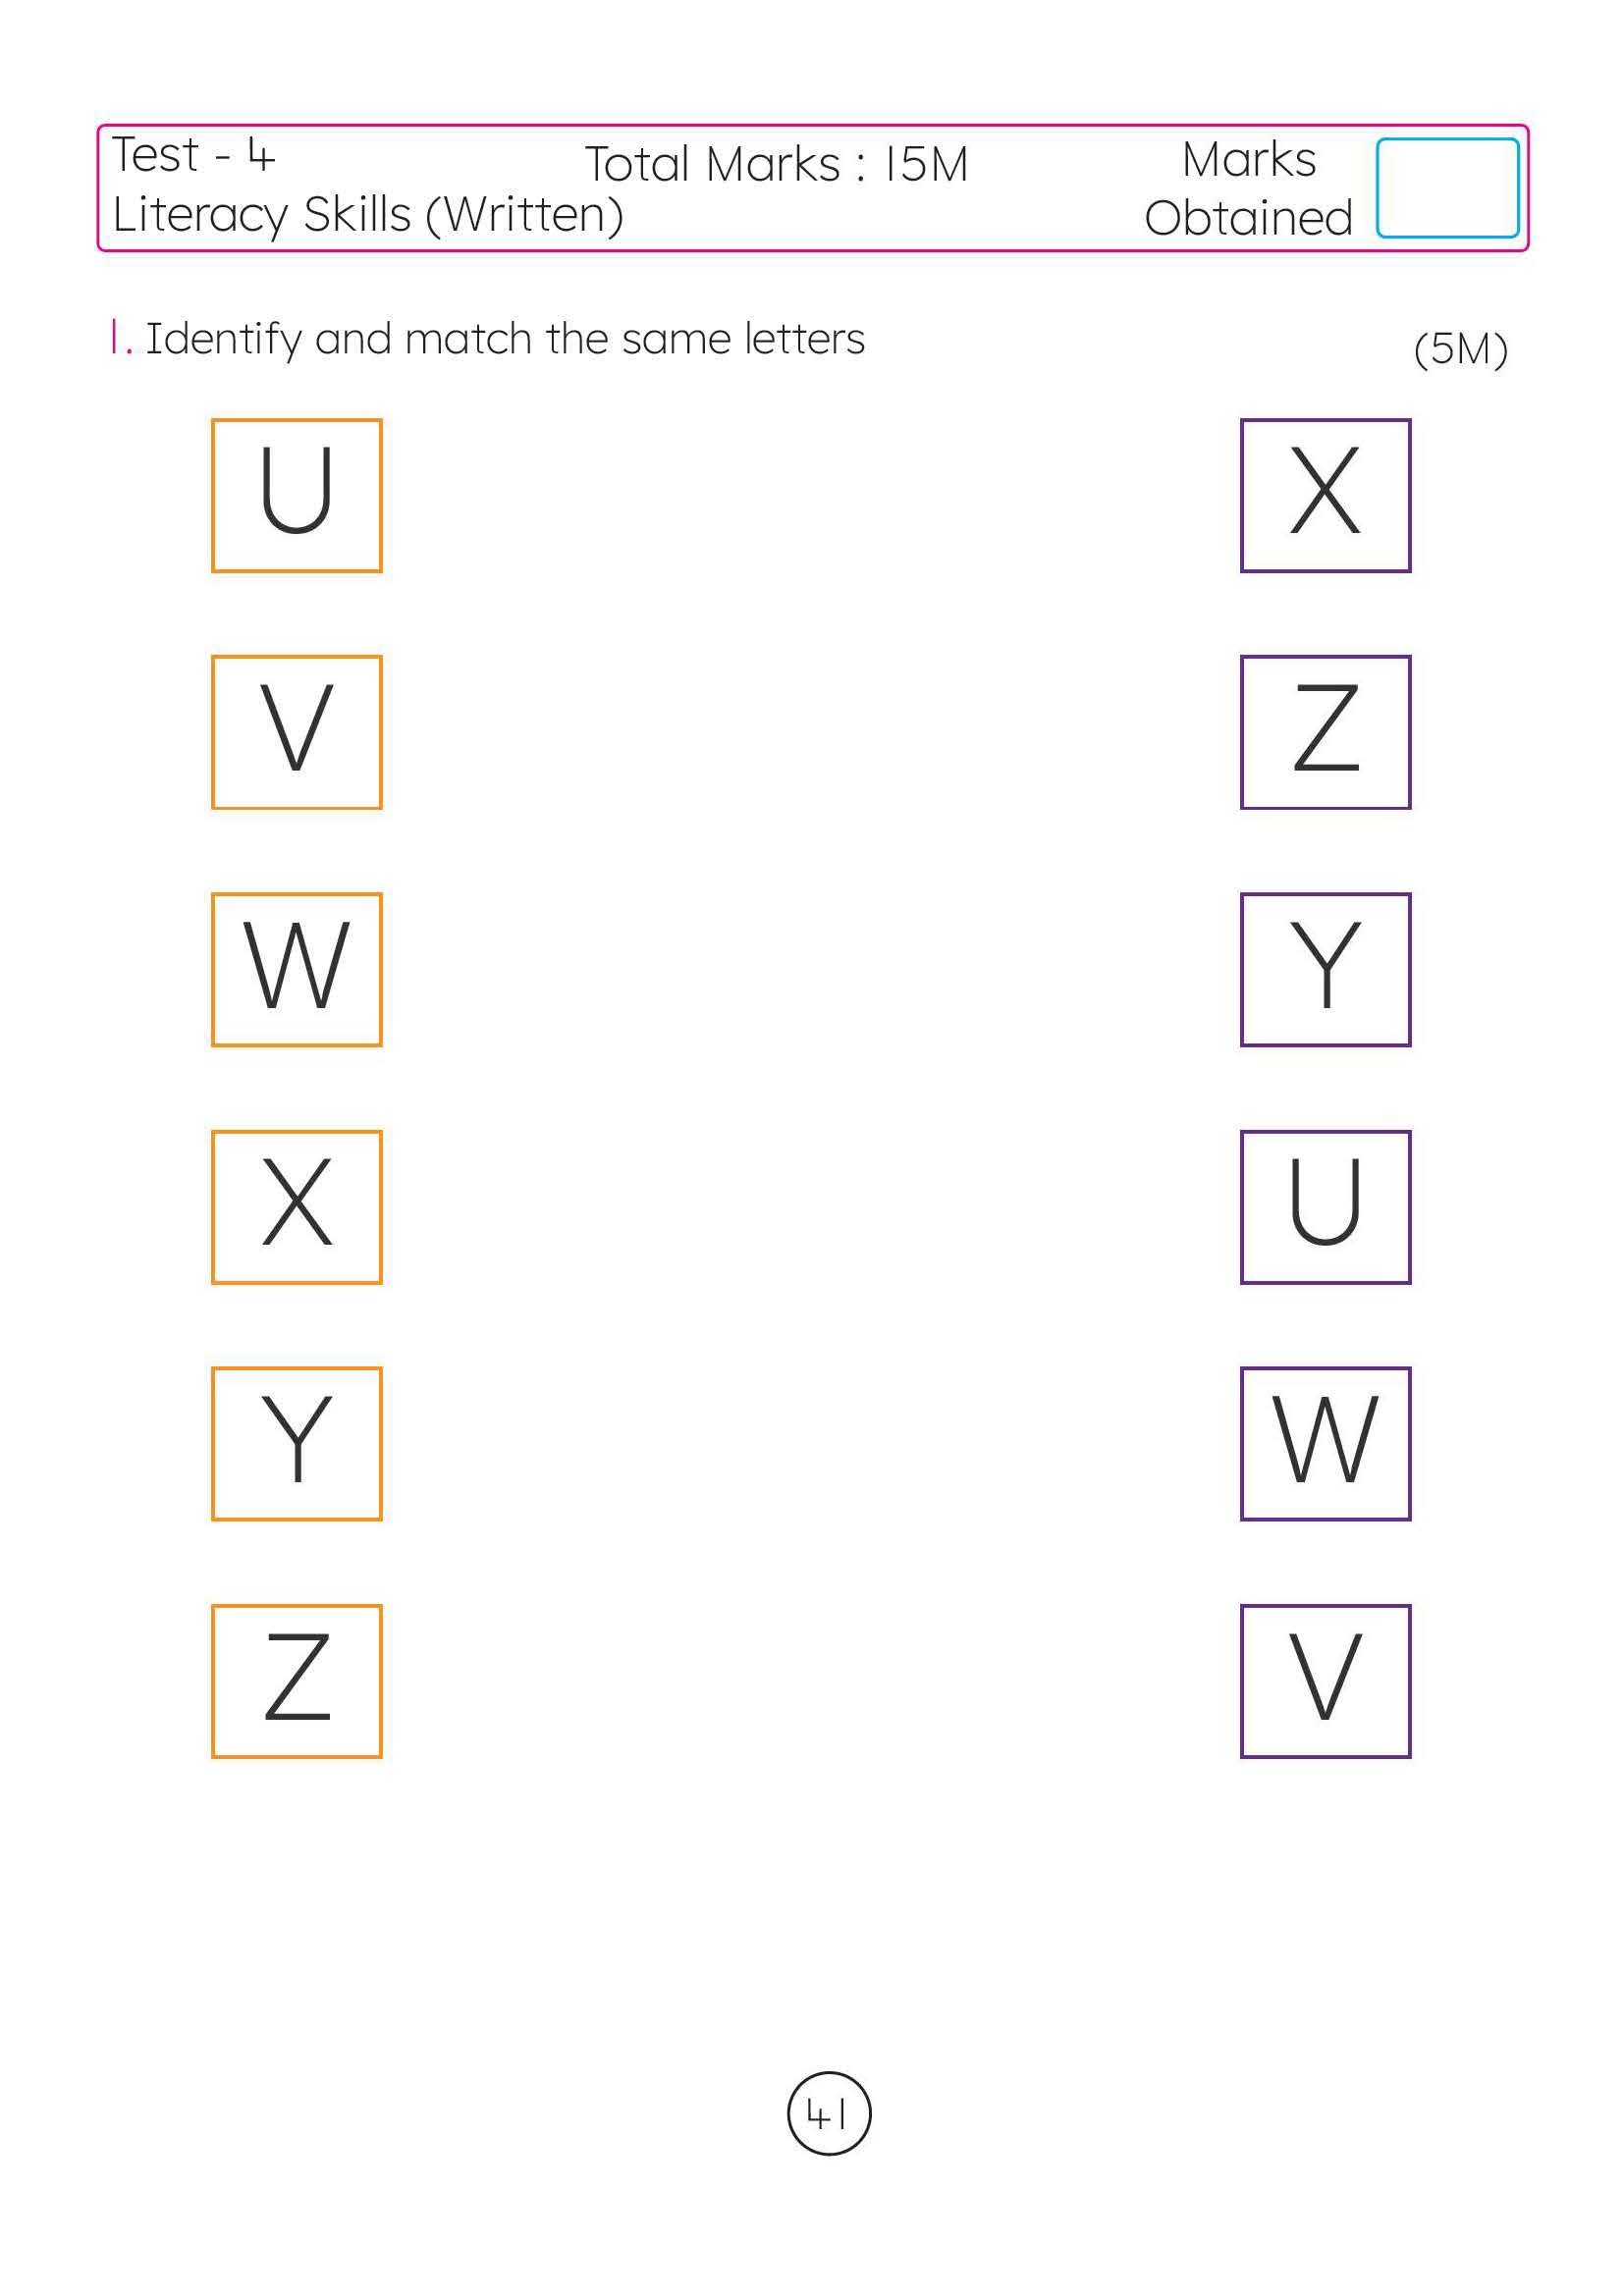 Test - 4
Literacy Skills (Written)
Total Marks : 15M
Marks
Obtained
1. Identify and match the same letters
(5M)
U X
V Z
W Y
X U
Y W
Z V
41